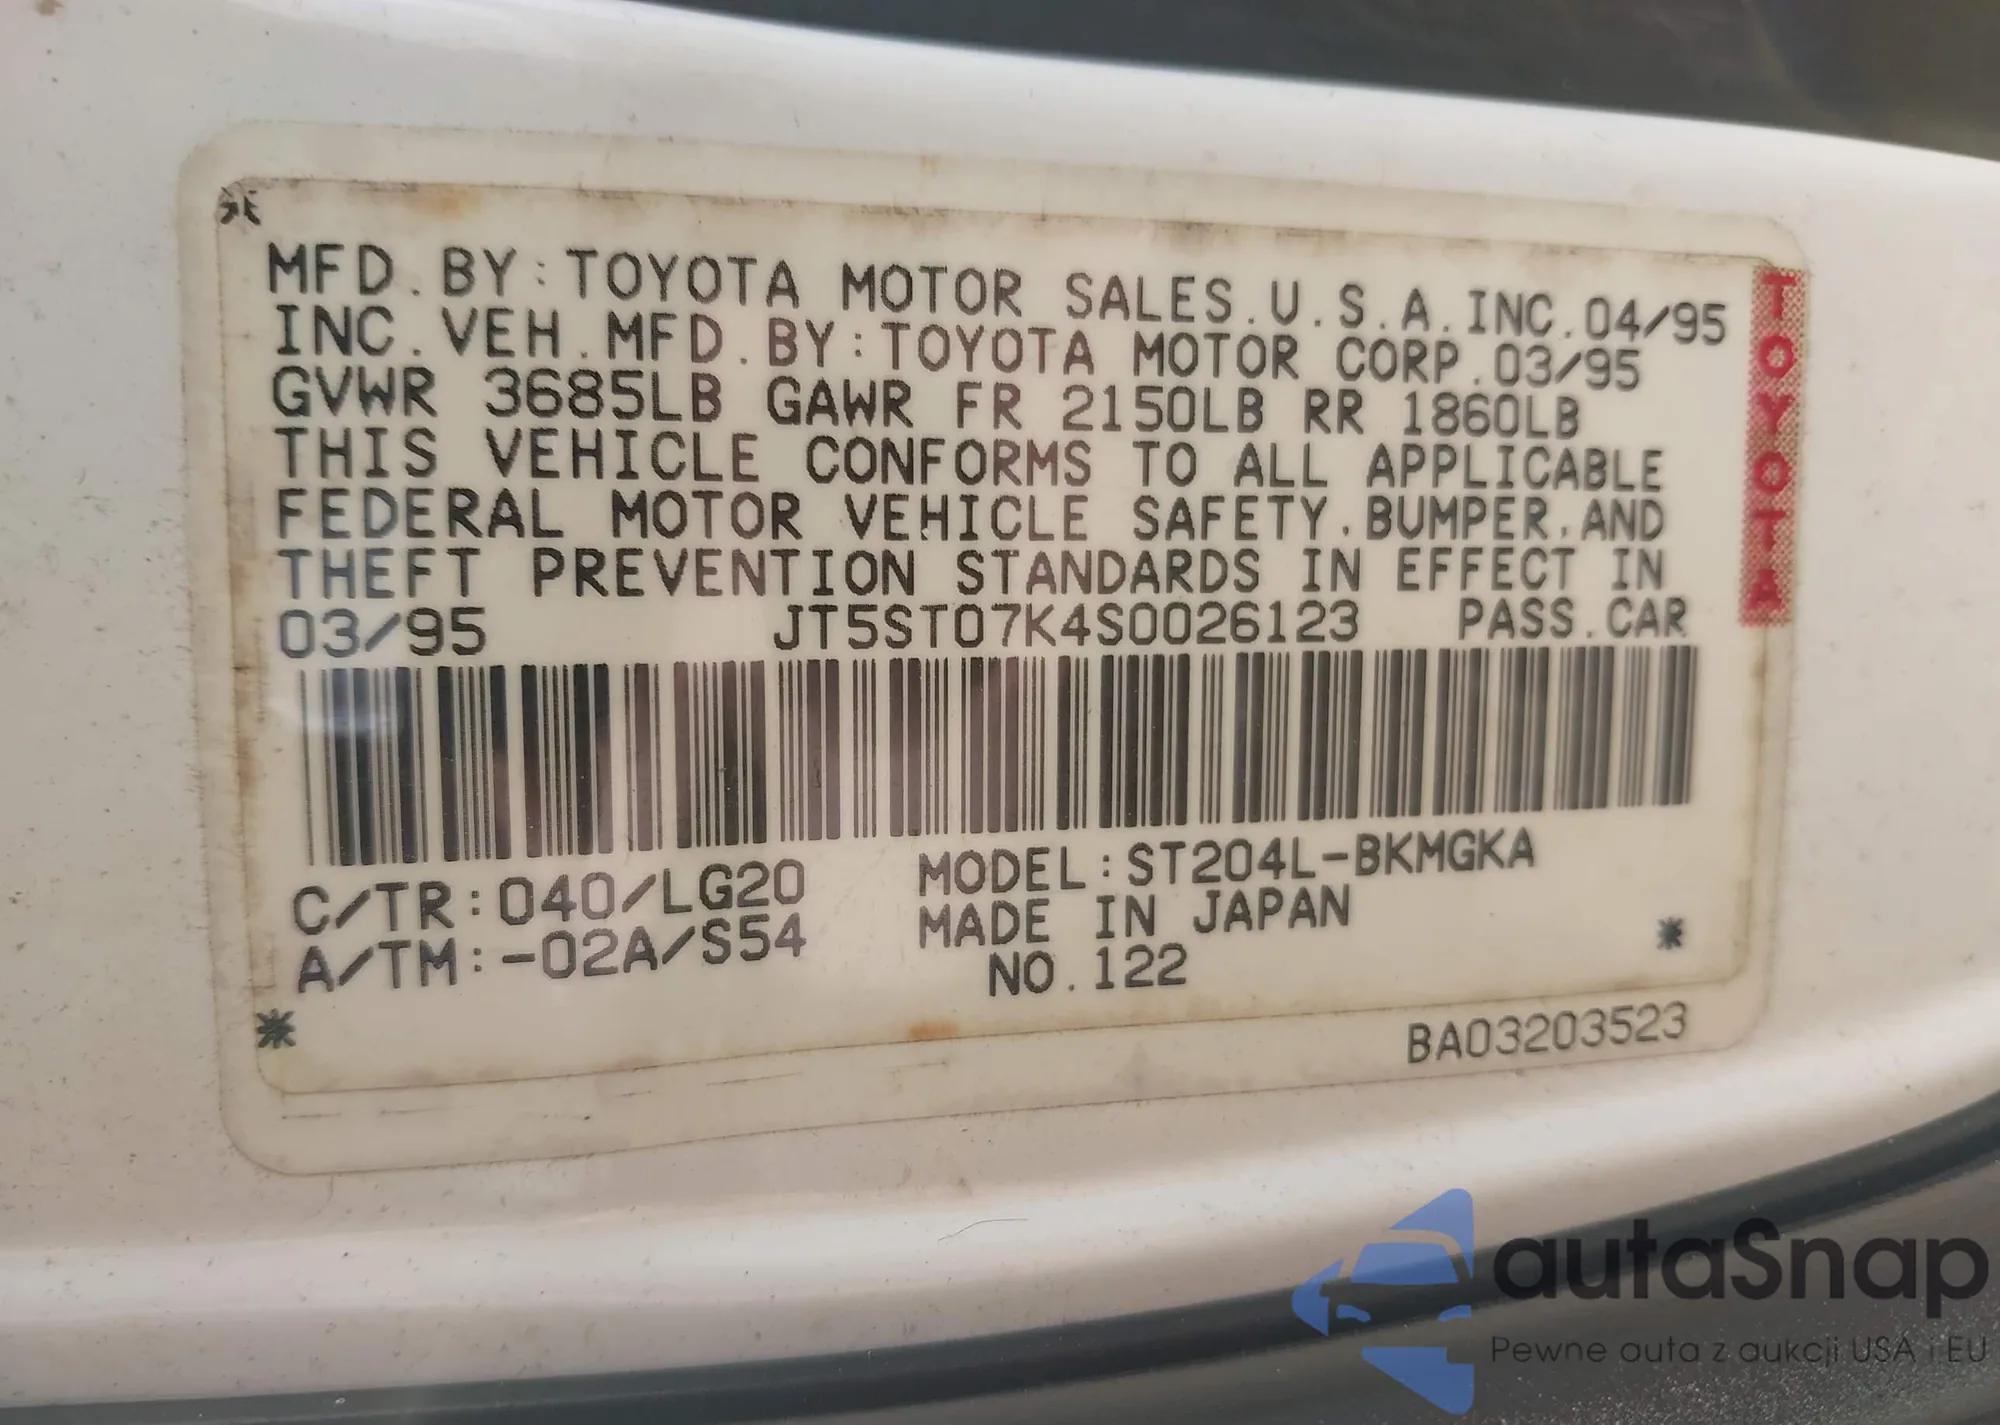 MFD.BY:TOYOTA MOTOR SALES.U.S.A.INC.04/95
INC.VEH.MFD.BY:TOYOTA MOTOR CORP.03/95
GVWR 3685LB GAWR FR 2150LB RR 1860LB
THIS VEHICLE CONFORMS TO ALL APPLICABLE
FEDERAL MOTOR VEHICLE SAFETY.BUMPER.AND
THEFT PREVENTION STANDARDS IN EFFECT IN
03/95 JT5ST07K4S0026123 PASS.CAR
TOYOTA
C/TR:040/LG20 MODEL:ST204L-BKMGKA
A/TM:-02A/S54 MADE IN JAPAN
NO.122
BA03203523
autaSnap
Pewne auta z aukcji USA i EU